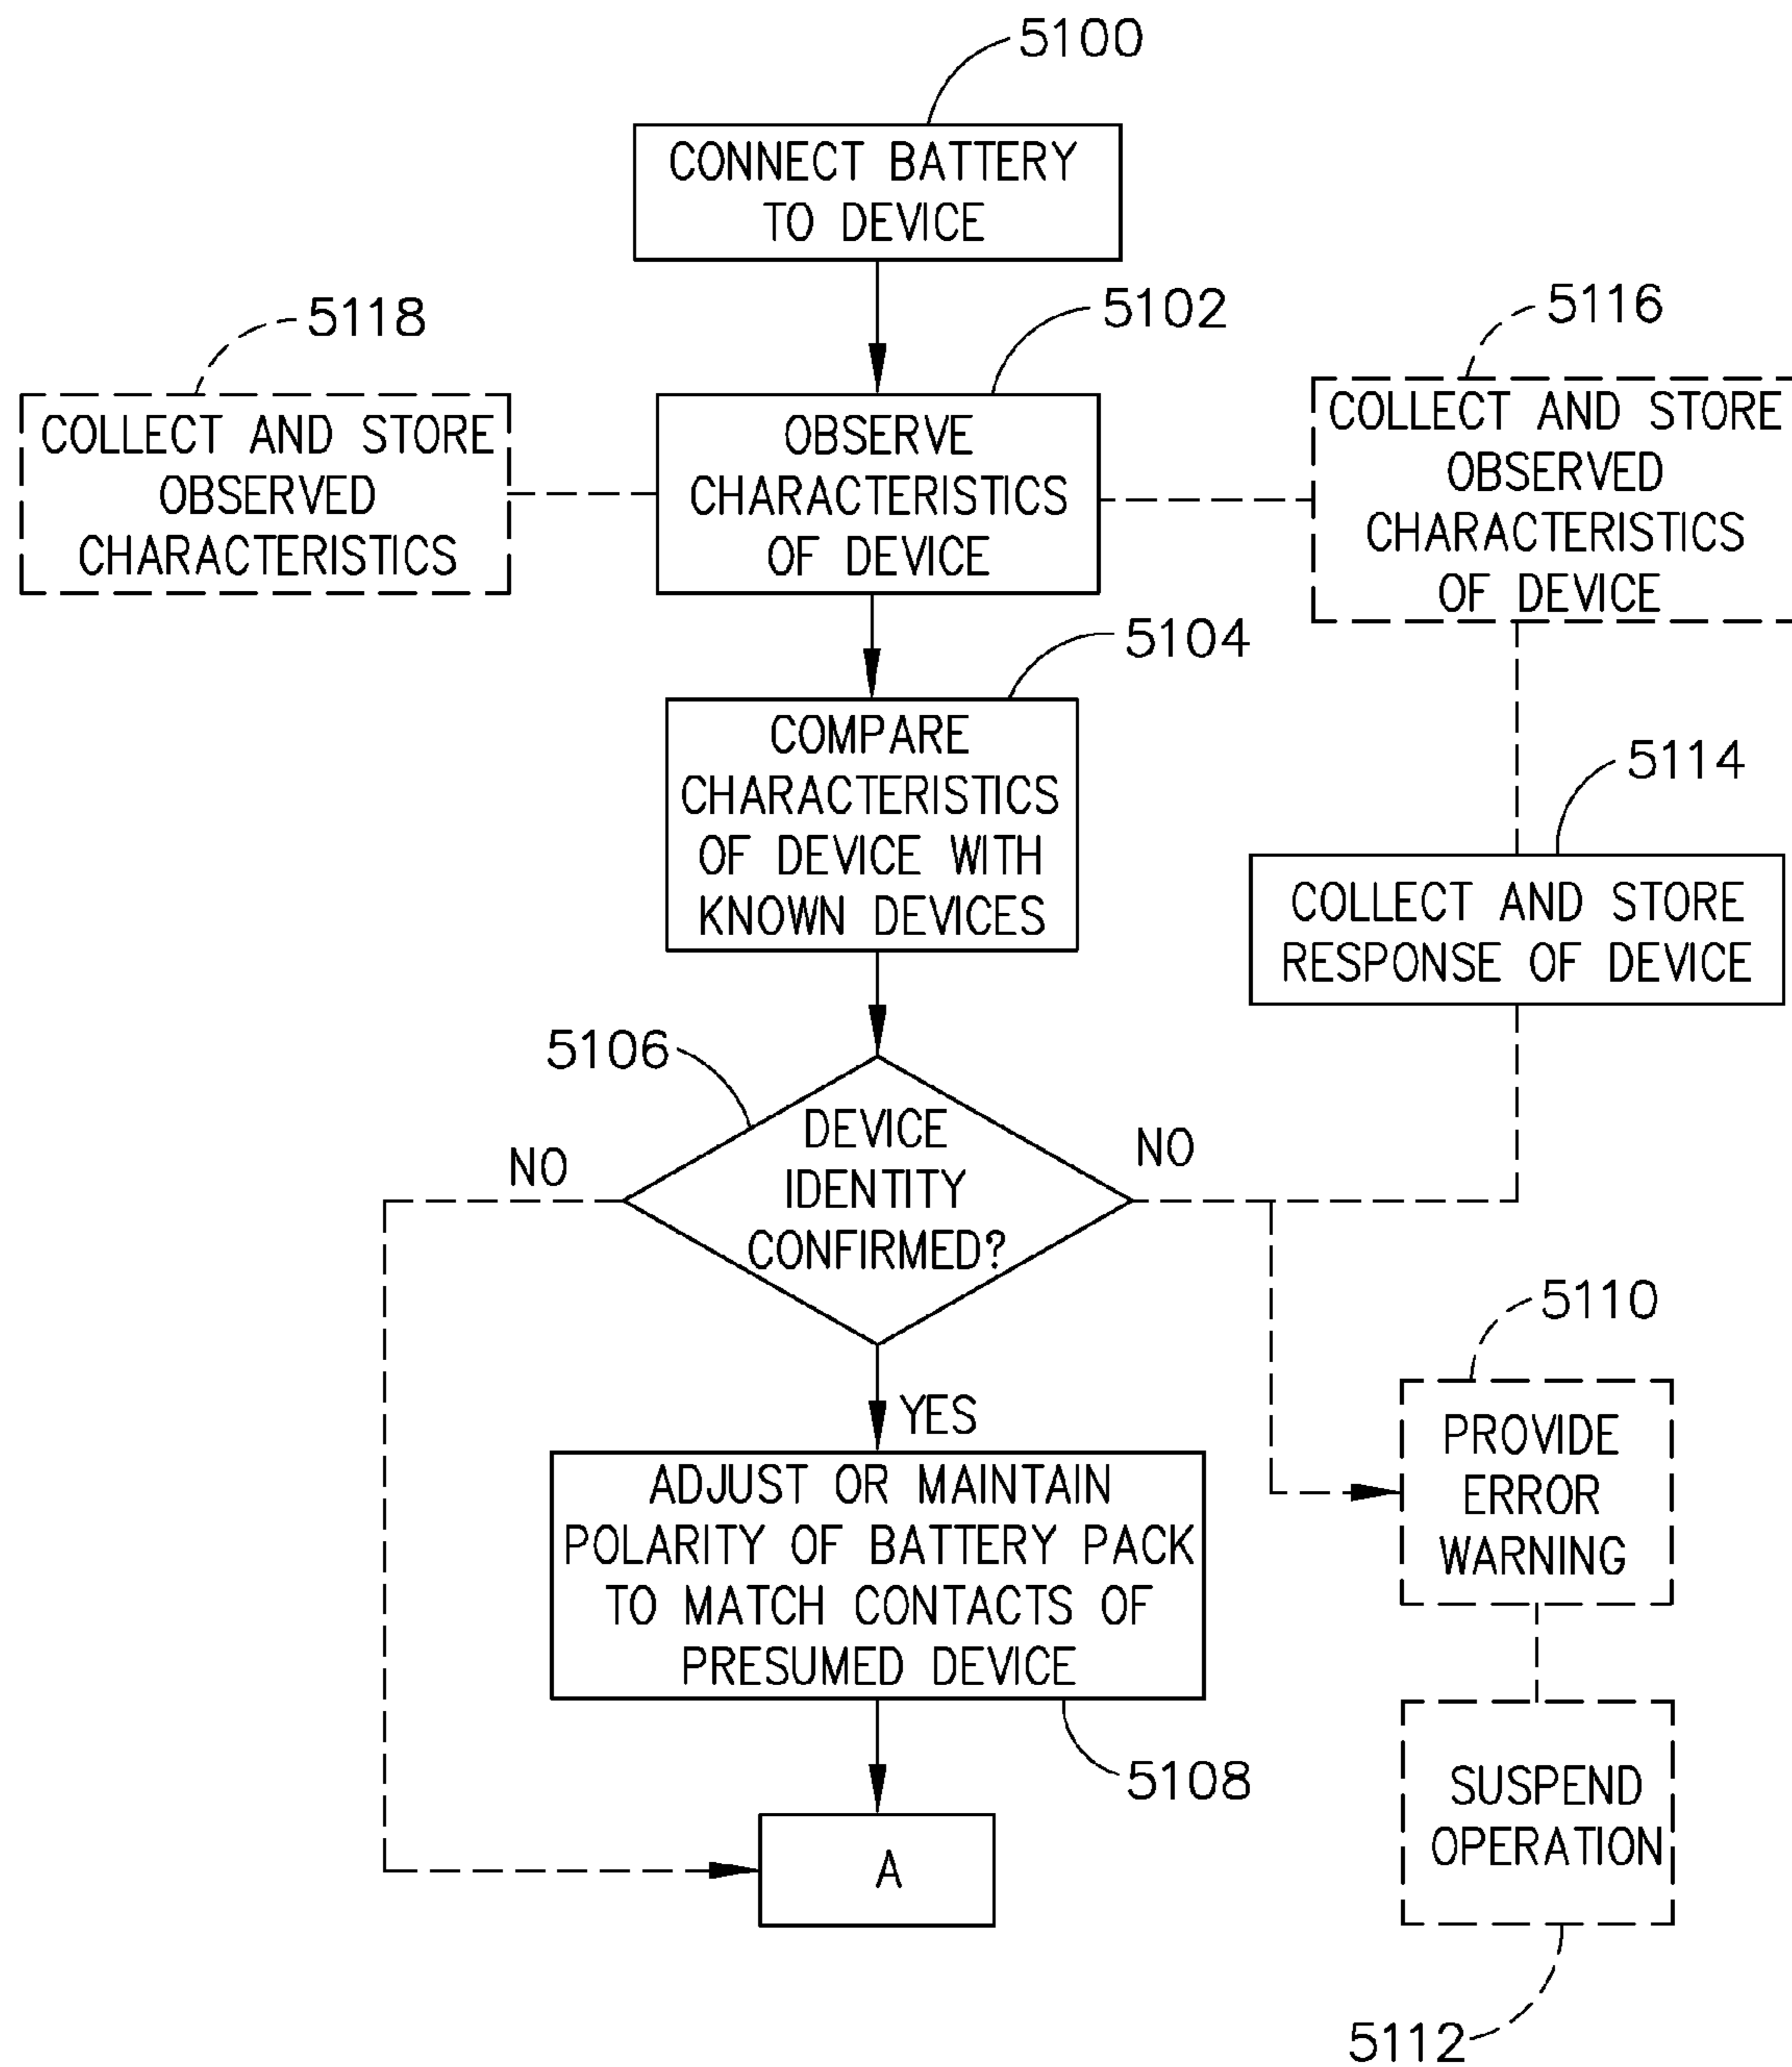 5100
CONNECT BATTERY
TO DEVICE
5118
5102
5116
COLLECT AND STORE
OBSERVED
CHARACTERISTICS
OBSERVE
CHARACTERISTICS
OF DEVICE
COLLECT AND STORE
OBSERVED
CHARACTERISTICS
OF DEVICE
5104
COMPARE
CHARACTERISTICS
OF DEVICE WITH
KNOWN DEVICES
5114
COLLECT AND STORE
RESPONSE OF DEVICE
5106
DEVICE
IDENTITY
CONFIRMED?
NO
NO
YES
5110
PROVIDE
ERROR
WARNING
ADJUST OR MAINTAIN
POLARITY OF BATTERY PACK
TO MATCH CONTACTS OF
PRESUMED DEVICE
5108
SUSPEND
OPERATION
A
5112